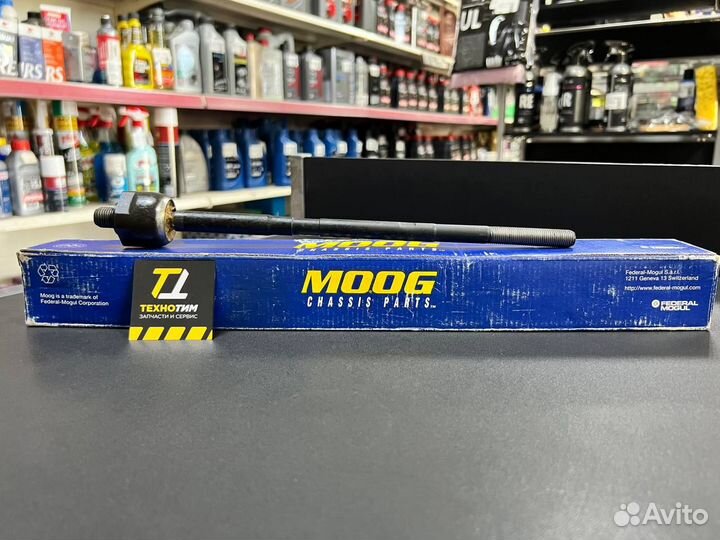 MOOG
CHASSIS PARTS
Moog is a trademark of
Federal-Mogul Corporation
ТЕХНОТИМ
ЗАПЧАСТИ И СЕРВИС
Federal-Mogul S.a.r.l.
1211 Geneva 13 Switzerland
http://www.federal-mogul.com
FEDERAL
MOGUL
Avito